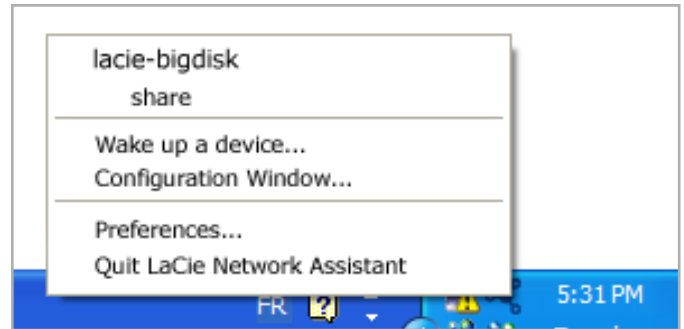 lacie-bigdisk
share
Wake up a device...
Configuration Window...
Preferences...
Quit LaCie Network Assistant
FR
5:31 PM